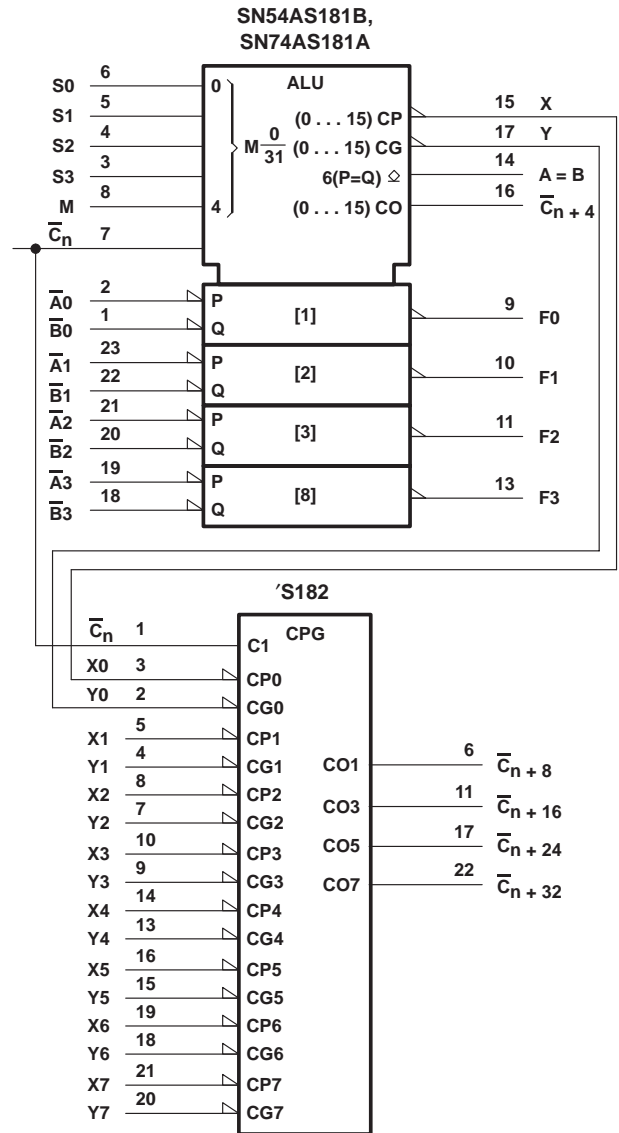 SN54AS181B,
SN74AS181A
ALU
S0 6 0
S1 5
S2 4
S3 3
M 8 4
C̅n 7
M 0/31
(0 . . . 15) CP 15 X
(0 . . . 15) CG 17 Y
6(P=Q) ◇ 14 A = B
(0 . . . 15) CO 16 C̅n + 4
A̅0 2 P
B̅0 1 Q
[1] 9 F0
A̅1 23 P
B̅1 22 Q
[2] 10 F1
A̅2 21 P
B̅2 20 Q
[3] 11 F2
A̅3 19 P
B̅3 18 Q
[8] 13 F3
′S182
CPG
C̅n 1 C1
X0 3 CP0
Y0 2 CG0
X1 5 CP1
Y1 4 CG1
X2 8 CP2
Y2 7 CG2
X3 10 CP3
Y3 9 CG3
X4 14 CP4
Y4 13 CG4
X5 16 CP5
Y5 15 CG5
X6 19 CP6
Y6 18 CG6
X7 21 CP7
Y7 20 CG7
CO1 6 C̅n + 8
CO3 11 C̅n + 16
CO5 17 C̅n + 24
CO7 22 C̅n + 32